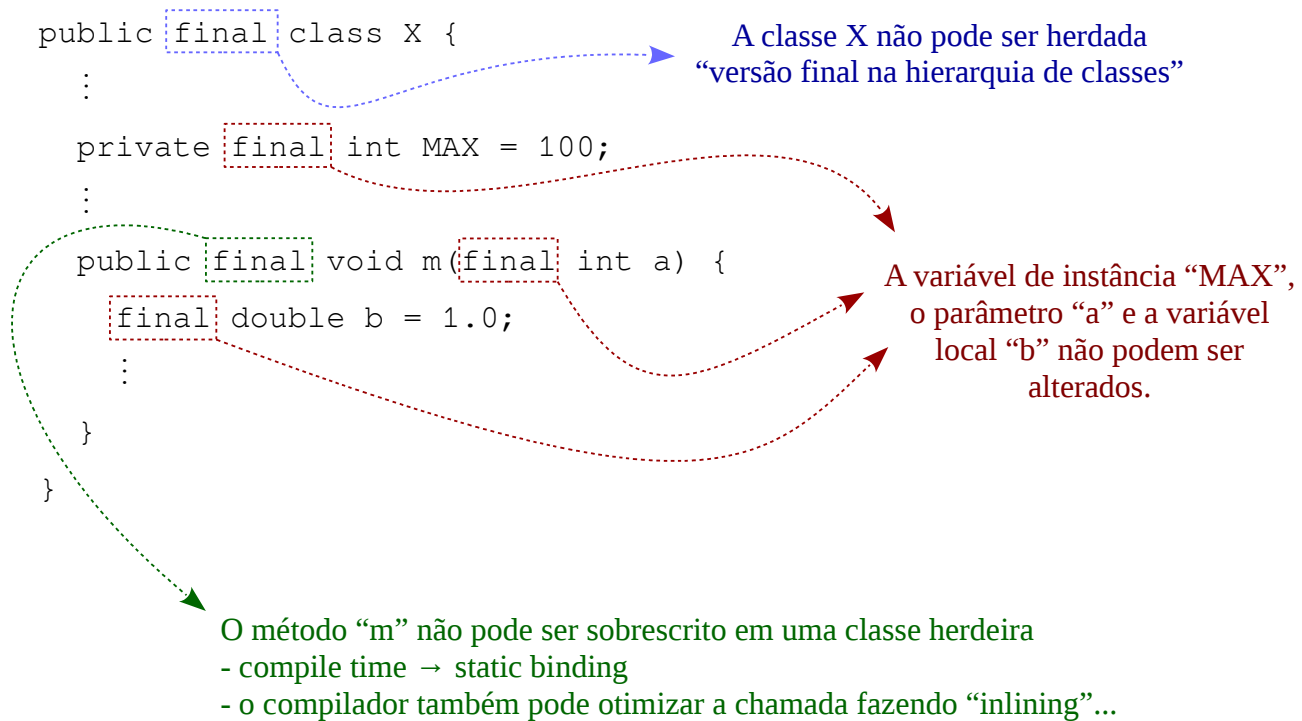 public final class X {
⋮
private final int MAX = 100;
⋮
public final void m(final int a) {
final double b = 1.0;
⋮
}
}
A classe X não pode ser herdada
“versão final na hierarquia de classes”
A variável de instância “MAX”,
o parâmetro “a” e a variável
local “b” não podem ser
alterados.
O método “m” não pode ser sobrescrito em uma classe herdeira
- compile time → static binding
- o compilador também pode otimizar a chamada fazendo “inlining”...